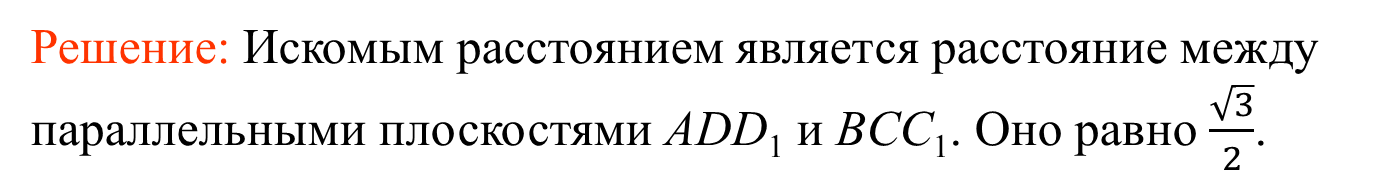 Решение: Искомым расстоянием является расстояние между
параллельными плоскостями ADD₁ и BCC₁. Оно равно √3/2.